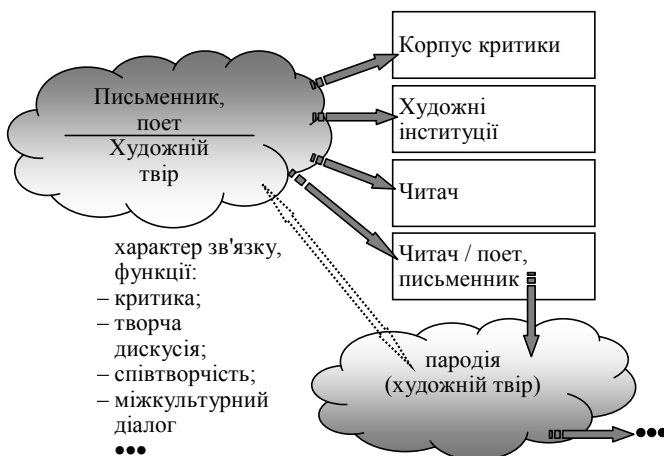 Письменник,
поет
Художній
твір
Корпус критики
Художні
інституції
Читач
Читач / поет,
письменник
характер зв'язку,
функції:
– критика;
– творча
дискусія;
– співтворчість;
– міжкультурний
діалог
•••
пародія
(художній твір)
•••